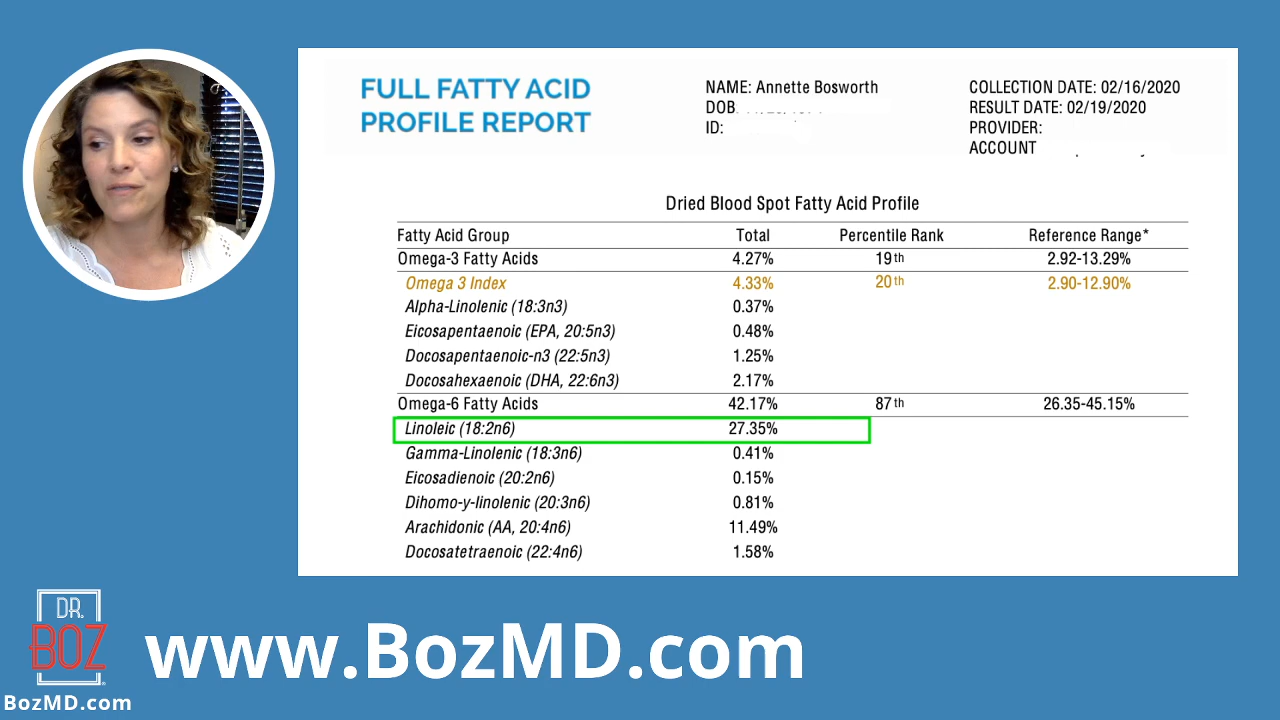 FULL FATTY ACID
PROFILE REPORT
NAME: Annette Bosworth
DOB
ID:
COLLECTION DATE: 02/16/2020
RESULT DATE: 02/19/2020
PROVIDER:
ACCOUNT
Dried Blood Spot Fatty Acid Profile
Fatty Acid Group Total Percentile Rank Reference Range*
Omega-3 Fatty Acids 4.27% 19th 2.92-13.29%
Omega 3 Index 4.33% 20th 2.90-12.90%
Alpha-Linolenic (18:3n3) 0.37%
Eicosapentaenoic (EPA, 20:5n3) 0.48%
Docosapentaenoic-n3 (22:5n3) 1.25%
Docosahexaenoic (DHA, 22:6n3) 2.17%
Omega-6 Fatty Acids 42.17% 87th 26.35-45.15%
Linoleic (18:2n6) 27.35%
Gamma-Linolenic (18:3n6) 0.41%
Eicosadienoic (20:2n6) 0.15%
Dihomo-y-linolenic (20:3n6) 0.81%
Arachidonic (AA, 20:4n6) 11.49%
Docosatetraenoic (22:4n6) 1.58%
DR.
BOZ
www.BozMD.com
BozMD.com